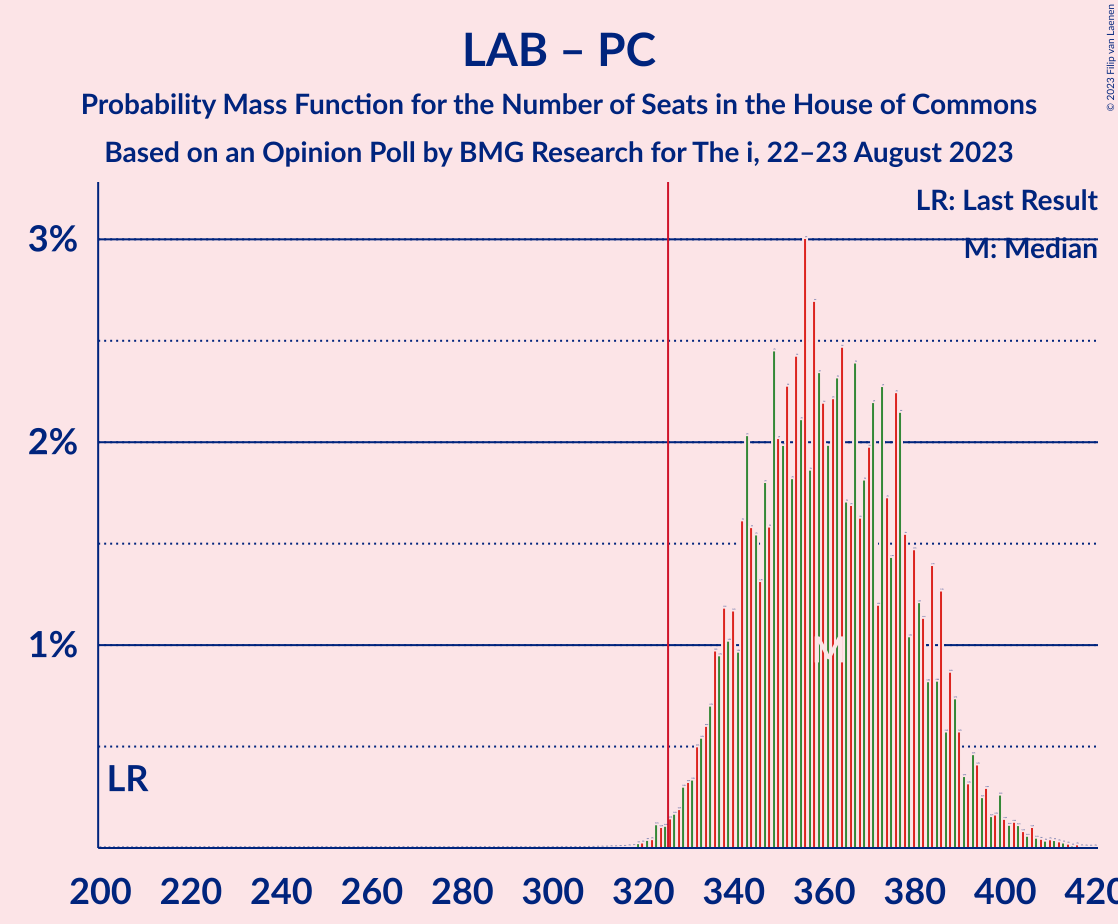 LAB – PC
Probability Mass Function for the Number of Seats in the House of Commons
Based on an Opinion Poll by BMG Research for The i, 22–23 August 2023
© 2023 Filip van Laenen
LR: Last Result
M: Median
3%
2%
1%
M
LR
200 220 240 260 280 300 320 340 360 380 400 420